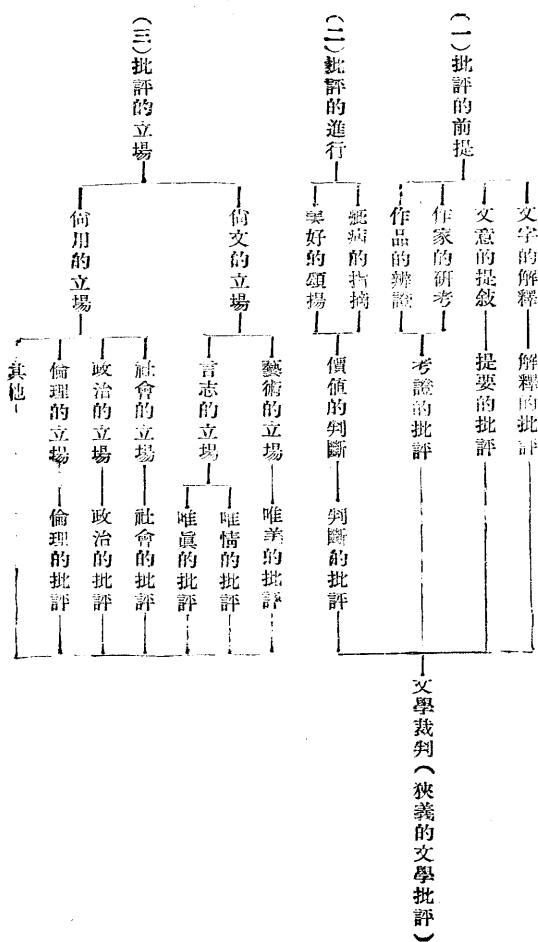 （一）批評的前提
文字的解釋
解釋的批評
文意的提敍
提要的批評
作家的研考
作品的辨證
考證的批評
（二）批評的進行
疵病的指摘
美好的頌揚
價值的判斷
判斷的批評
（三）批評的立場
尙文的立場
藝術的立場
唯美的批評
言志的立場
唯情的批評
唯眞的批評
尙用的立場
社會的立場
社會的批評
政治的立場
政治的批評
倫理的立場
倫理的批評
其他
文學裁判（狹義的文學批評）